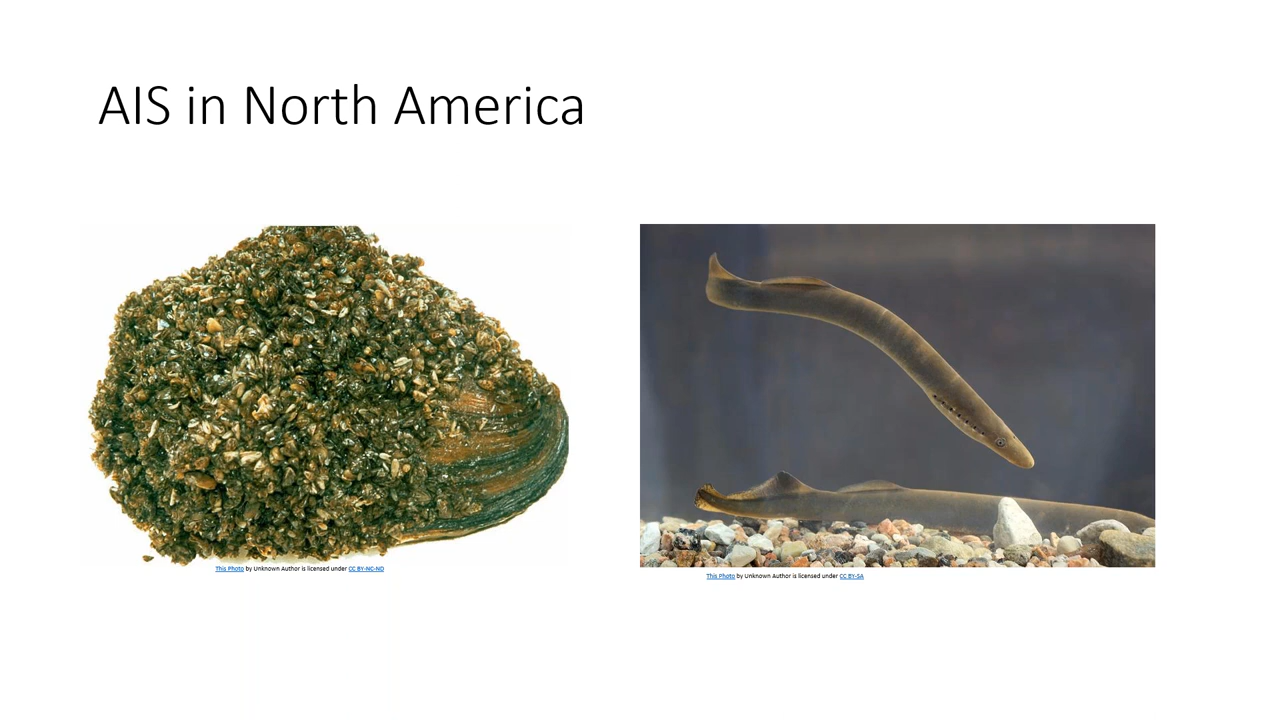 AIS in North America
This Photo by Unknown Author is licensed under CC BY-NC-ND
This Photo by Unknown Author is licensed under CC BY-SA